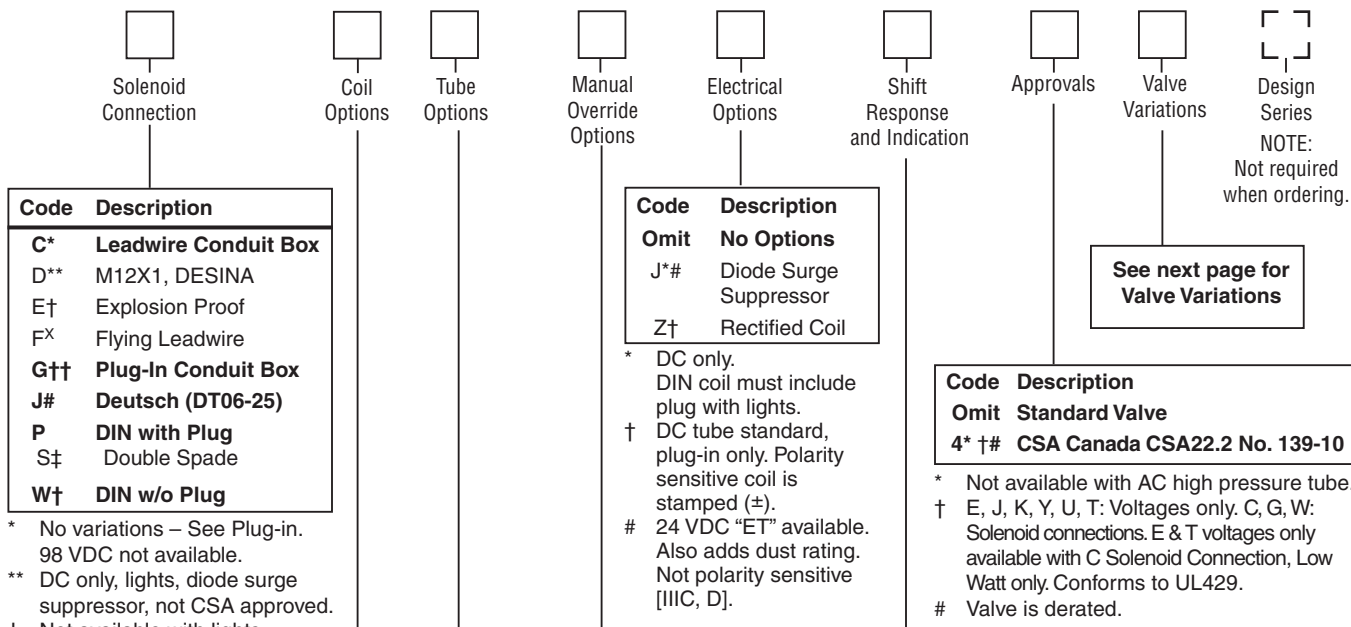 Solenoid
Connection
Coil
Options
Tube
Options
Manual
Override
Options
Electrical
Options
Shift
Response
and Indication
Approvals
Valve
Variations
Design
Series
NOTE:
Not required
when ordering.
Code Description
C* Leadwire Conduit Box
D** M12X1, DESINA
E† Explosion Proof
Fˣ Flying Leadwire
G†† Plug-In Conduit Box
J# Deutsch (DT06-25)
P DIN with Plug
S‡ Double Spade
W† DIN w/o Plug
* No variations – See Plug-in.
98 VDC not available.
** DC only, lights, diode surge
suppressor, not CSA approved.
Code Description
Omit No Options
J*# Diode Surge
Suppressor
Z† Rectified Coil
* DC only.
DIN coil must include
plug with lights.
† DC tube standard,
plug-in only. Polarity
sensitive coil is
stamped (±).
# 24 VDC “ET” available.
Also adds dust rating.
Not polarity sensitive
[IIIC, D].
See next page for
Valve Variations
Code Description
Omit Standard Valve
4* †# CSA Canada CSA22.2 No. 139-10
* Not available with AC high pressure tube.
† E, J, K, Y, U, T: Voltages only. C, G, W:
Solenoid connections. E & T voltages only
available with C Solenoid Connection, Low
Watt only. Conforms to UL429.
# Valve is derated.